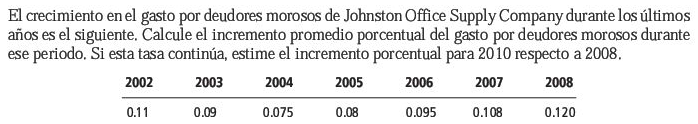 El crecimiento en el gasto por deudores morosos de Johnston Office Supply Company durante los últimos
años es el siguiente. Calcule el incremento promedio porcentual del gasto por deudores morosos durante
ese periodo. Si esta tasa continúa, estime el incremento porcentual para 2010 respecto a 2008.
2002 2003 2004 2005 2006 2007 2008
0.11 0.09 0.075 0.08 0.095 0.108 0.120